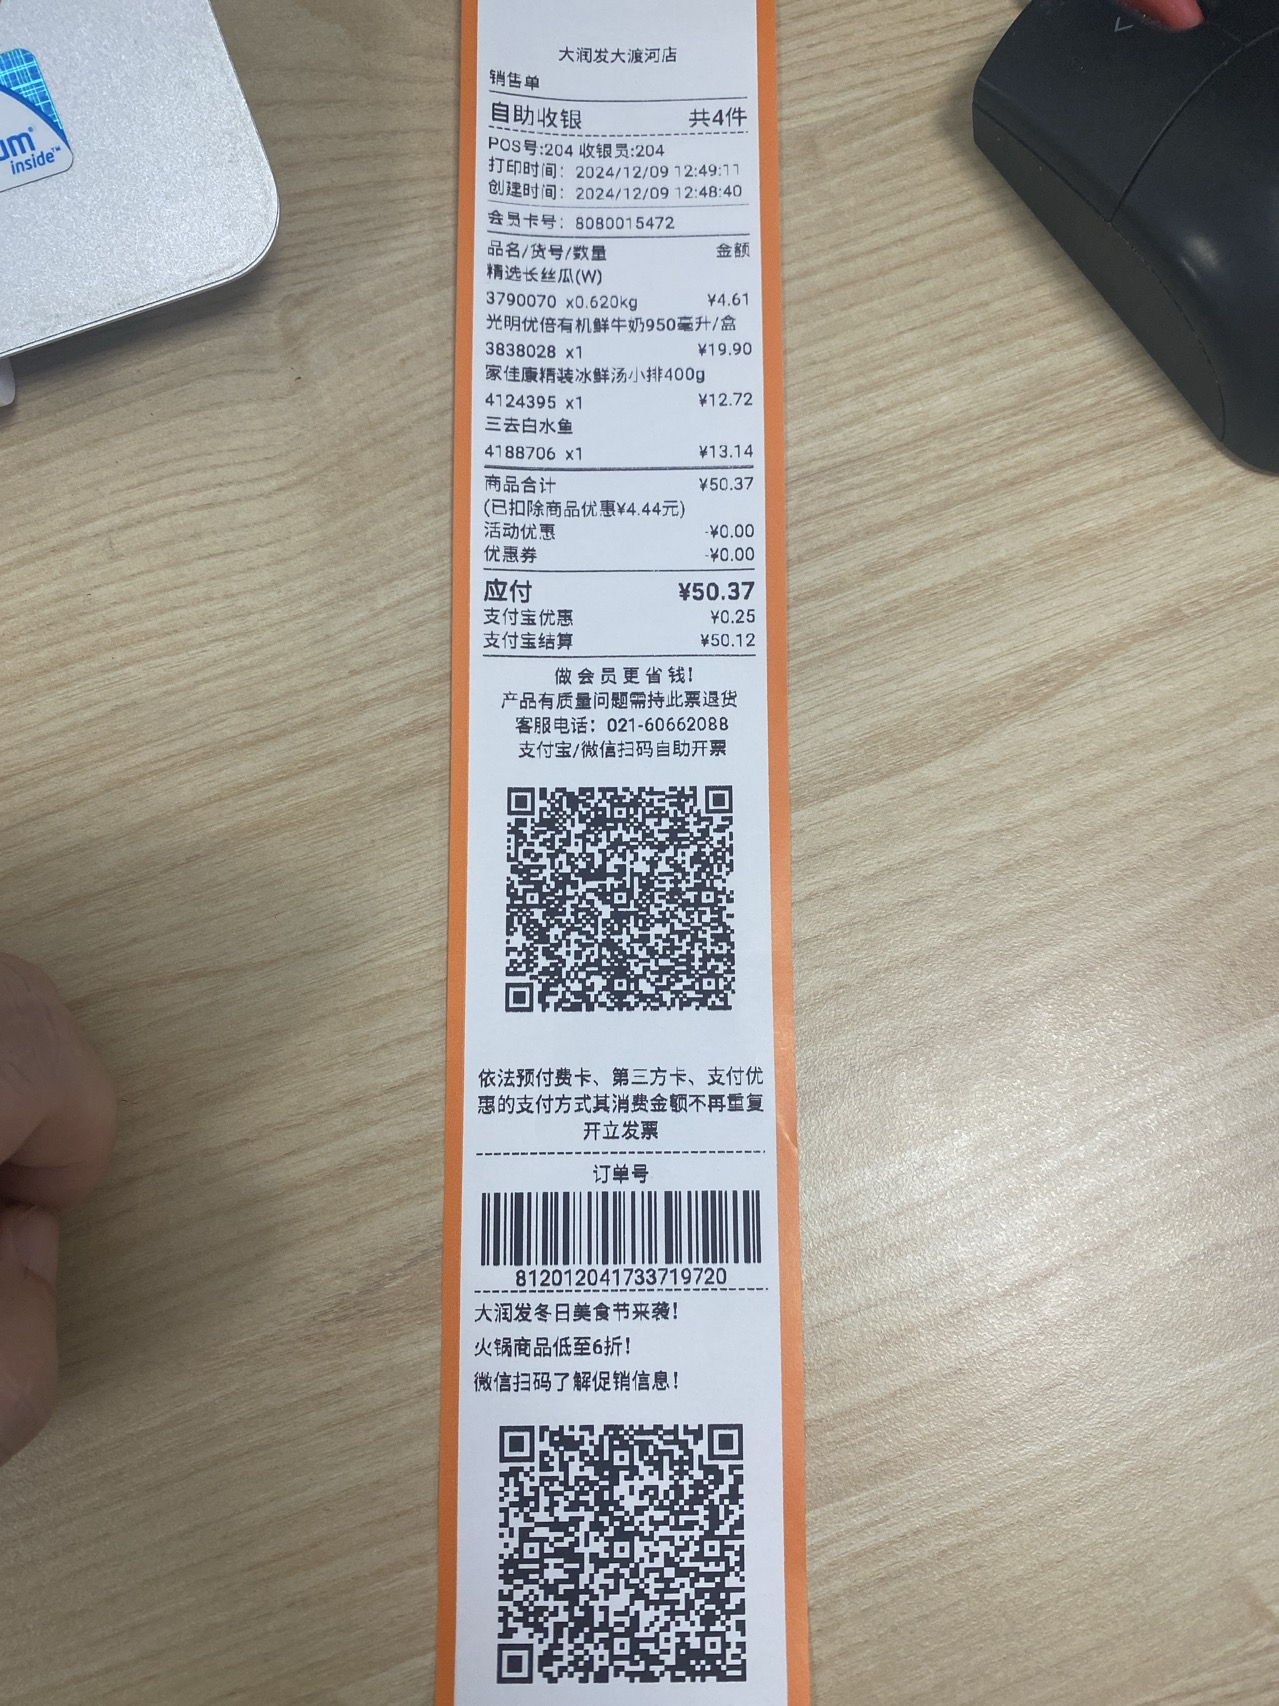 um
inside™
大润发大渡河店
销售单
自助收银 共4件
POS号:204 收银员:204
打印时间: 2024/12/09 12:49:11
创建时间: 2024/12/09 12:48:40
会员卡号: 8080015472
品名/货号/数量 金额
精选长丝瓜(W)
3790070 x0.620kg ¥4.61
光明优倍有机鲜牛奶950毫升/盒
3838028 x1 ¥19.90
家佳康精装冰鲜汤小排400g
4124395 x1 ¥12.72
三去白水鱼
4188706 x1 ¥13.14
商品合计 ¥50.37
(已扣除商品优惠¥4.44元)
活动优惠 -¥0.00
优惠券 -¥0.00
应付 ¥50.37
支付宝优惠 ¥0.25
支付宝结算 ¥50.12
做会员更省钱!
产品有质量问题需持此票退货
客服电话: 021-60662088
支付宝/微信扫码自助开票
依法预付费卡、第三方卡、支付优
惠的支付方式其消费金额不再重复
开立发票
订单号
812012041733719720
大润发冬日美食节来袭!
火锅商品低至6折!
微信扫码了解促销信息!